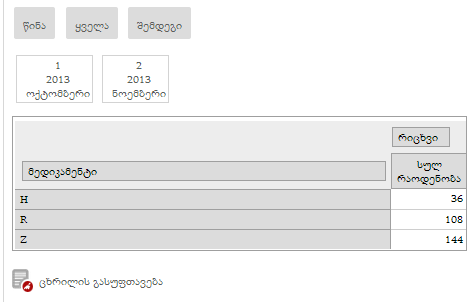 წინა ყველა შემდეგი
1 2
2013 2013
ოქტომბერი ნოემბერი
რიცხვი
მედიკამენტი სულ
რაოდენობა
H 36
R 108
Z 144
ცხრილის გასუფთავება